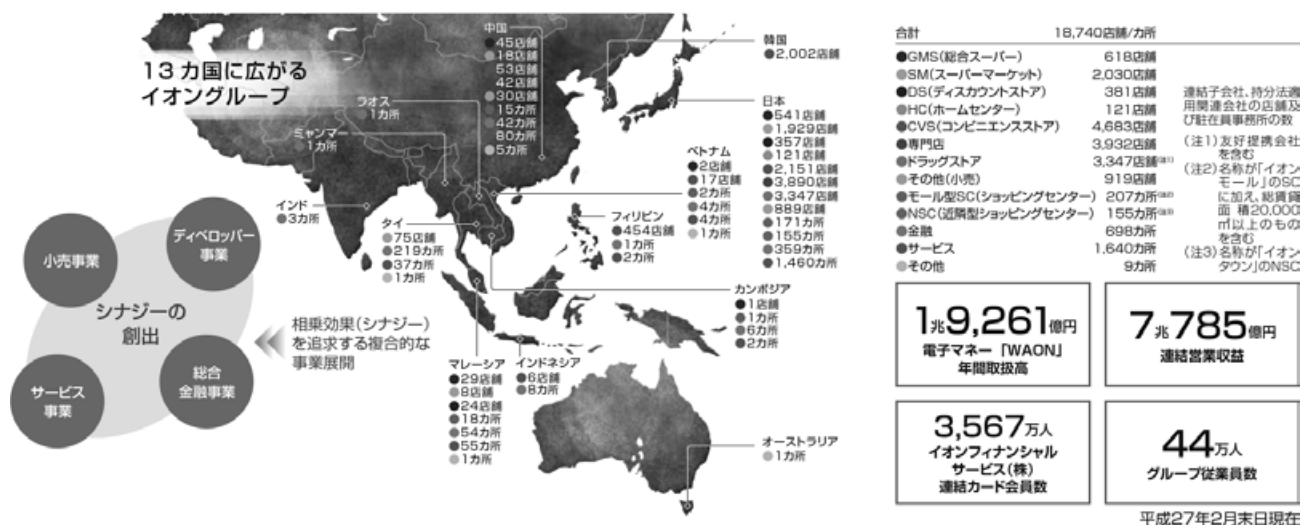 13カ国に広がる
イオングループ
中国
45店舗
18店舗
53店舗
42店舗
30店舗
15カ所
42カ所
80カ所
5カ所
ラオス
1カ所
ミャンマー
1カ所
インド
3カ所
タイ
75店舗
219カ所
37カ所
1カ所
ベトナム
2店舗
17店舗
2カ所
4カ所
4カ所
1カ所
フィリピン
454店舗
1カ所
2カ所
韓国
2,002店舗
日本
541店舗
1,929店舗
357店舗
121店舗
2,151店舗
3,890店舗
3,347店舗
889店舗
171カ所
155カ所
359カ所
1,460カ所
カンボジア
1店舗
1カ所
6カ所
2カ所
マレーシア
29店舗
8店舗
24店舗
18カ所
54カ所
55カ所
1カ所
インドネシア
6店舗
8カ所
オーストラリア
1カ所
小売事業
ディベロッパー
事業
シナジーの
創出
サービス
事業
総合
金融事業
相乗効果(シナジー)
を追求する複合的な
事業展開
合計 18,740店舗/カ所
GMS(総合スーパー) 618店舗
SM(スーパーマーケット) 2,030店舗
DS(ディスカウントストア) 381店舗
HC(ホームセンター) 121店舗
CVS(コンビニエンスストア) 4,683店舗
専門店 3,932店舗
ドラッグストア 3,347店舗(注1)
その他(小売) 919店舗
モール型SC(ショッピングセンター) 207カ所(注2)
NSC(近隣型ショッピングセンター) 155カ所(注3)
金融 698カ所
サービス 1,640カ所
その他 9カ所
連結子会社、持分法適
用関連会社の店舗及
び駐在員事務所の数
(注1)友好提携会社
を含む
(注2)名称が「イオン
モール」のSC
に加え、総賃貸
面積20,000
㎡以上のもの
を含む
(注3)名称が「イオン
タウン」のNSC
1兆9,261億円
電子マネー「WAON」
年間取扱高
7兆785億円
連結営業収益
3,567万人
イオンフィナンシャル
サービス(株)
連結カード会員数
44万人
グループ従業員数
平成27年2月末日現在